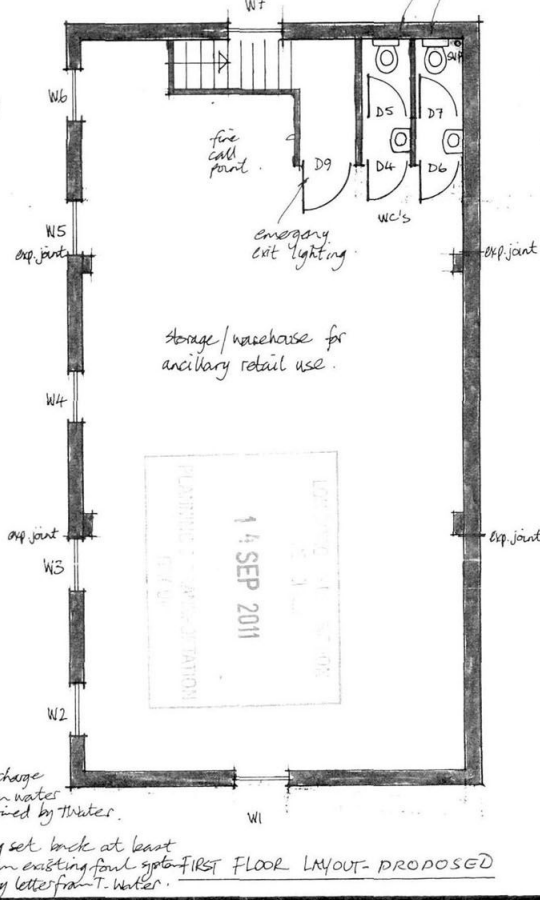 W7
SVP
W6
D5
D7
fire
call
point.
D9
D4
D6
WC'S
W5
emergency
exit lighting.
exp. joint
exp. joint
storage/warehouse for
ancillary retail use.
W4
14 SEP 2011
exp. joint
exp. joint
W3
W2
water
by T.Water.
W1
set back at least
existing foul system
letter from T-Water.
FIRST FLOOR LAYOUT - PROPOSED